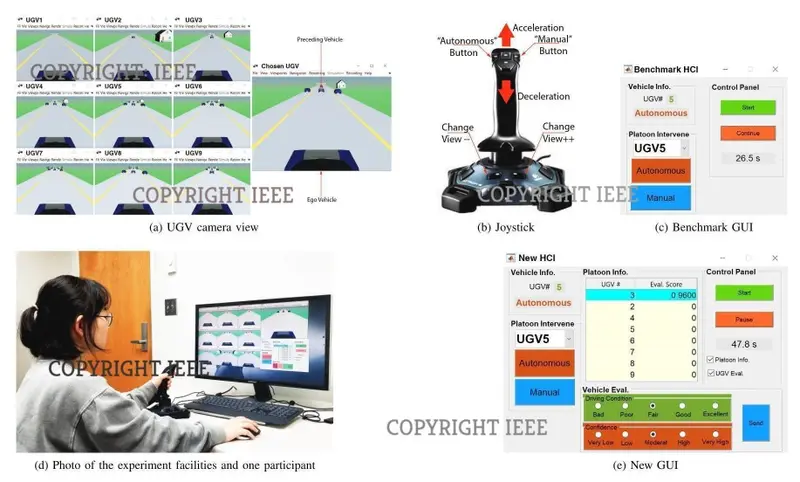 UGV1
UGV2
UGV3
UGV4
UGV5
UGV6
UGV7
UGV8
UGV9
Chosen UGV
Preceding Vehicle
Ego Vehicle
COPYRIGHT IEEE
COPYRIGHT IEEE
(a) UGV camera view
Acceleration
"Autonomous"
Button
"Manual"
Button
Deceleration
Change
View --
Change
View++
COPYRIGHT IEEE
(b) Joystick
Benchmark HCI
Vehicle Info.
UGV# 5
Autonomous
Platoon Intervene
UGV5
Autonomous
Manual
Control Panel
Start
Continue
26.5 s
(c) Benchmark GUI
COPYRIGHT IEEE
(d) Photo of the experiment facilities and one participant
New HCI
Vehicle Info.
UGV# 5
Autonomous
Platoon Intervene
UGV5
Autonomous
Manual
Platoon Info.
UGV # Eval. Score
3 0.9600
2 0
4 0
5 0
6 0
7 0
8 0
9 0
Control Panel
Start
Pause
47.8 s
Platoon Info.
UGV Eval.
Vehicle Eval.
Driving Condition
Bad Poor Fair Good Excellent
Confidence
Very Low Low Moderal High Very High
Send
COPYRIGHT IEEE
(e) New GUI